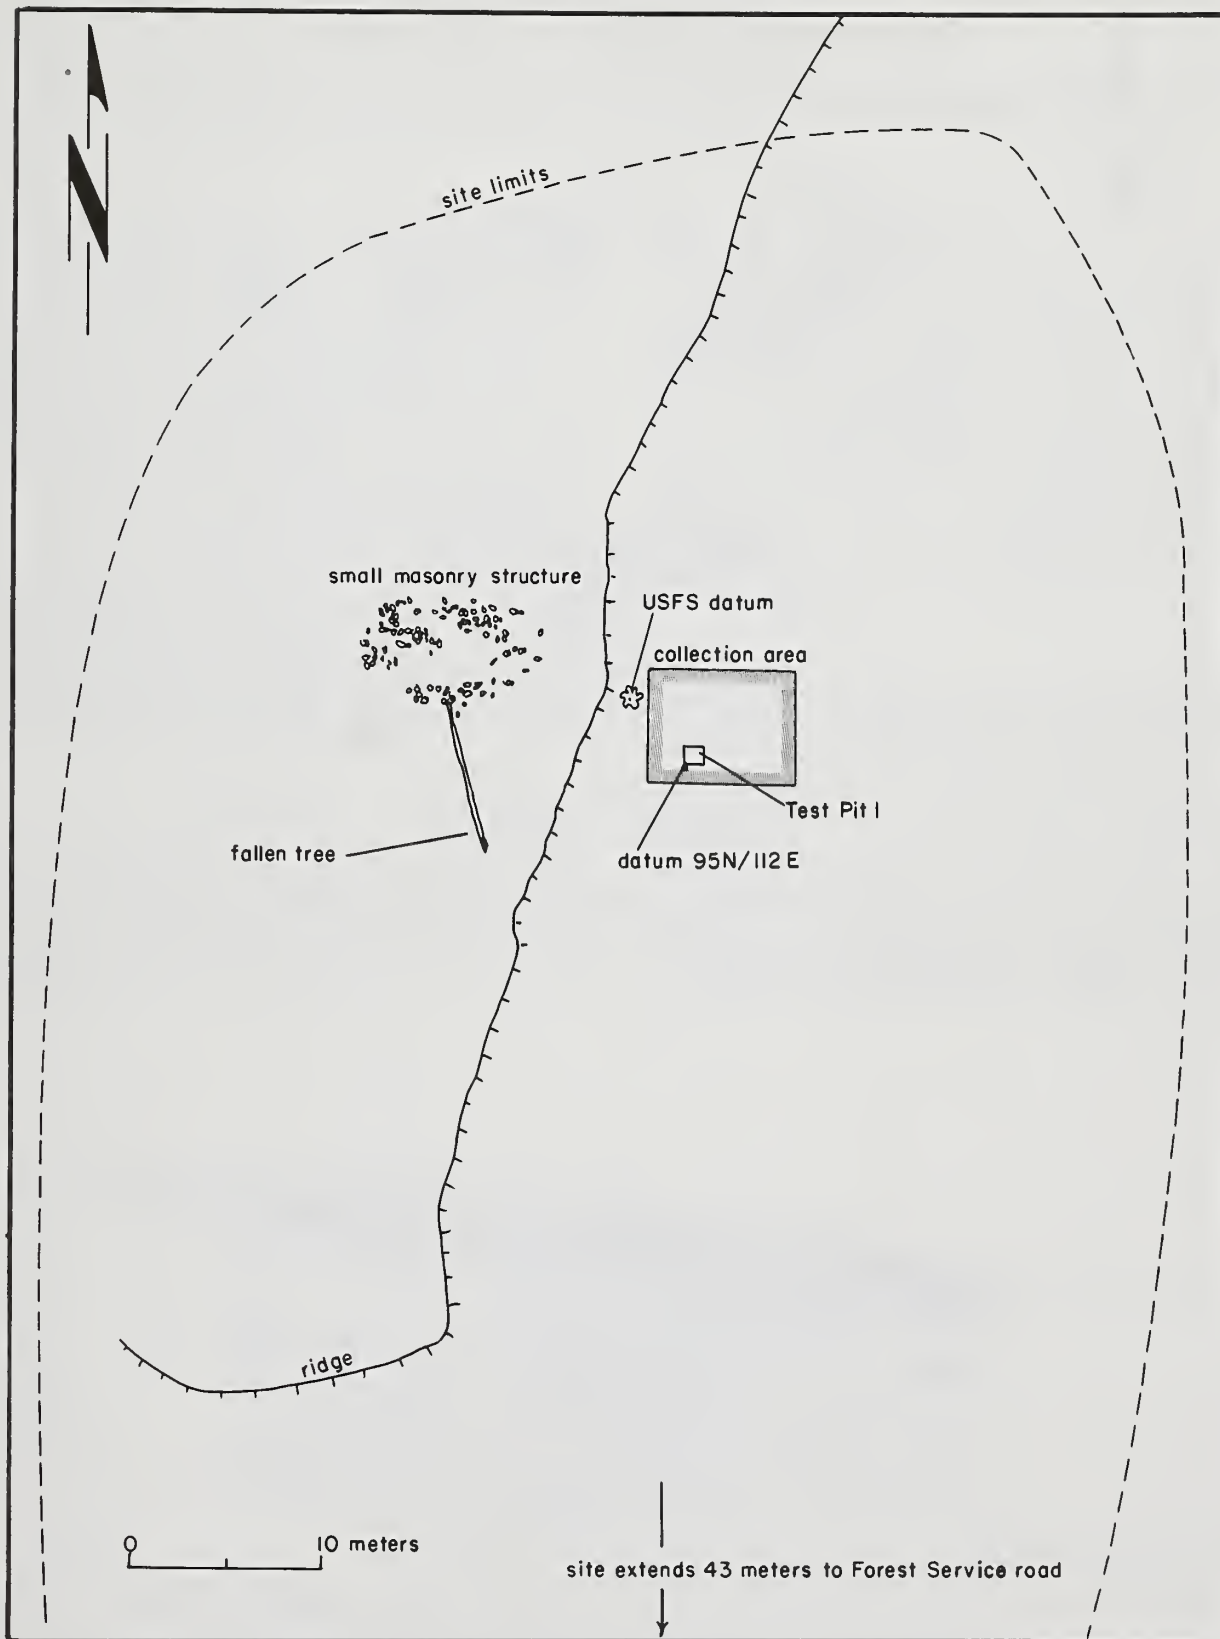 N
site limits
small masonry structure
USFS datum
collection area
Test Pit 1
fallen tree
datum 95N/112E
ridge
0 10 meters
site extends 43 meters to Forest Service road